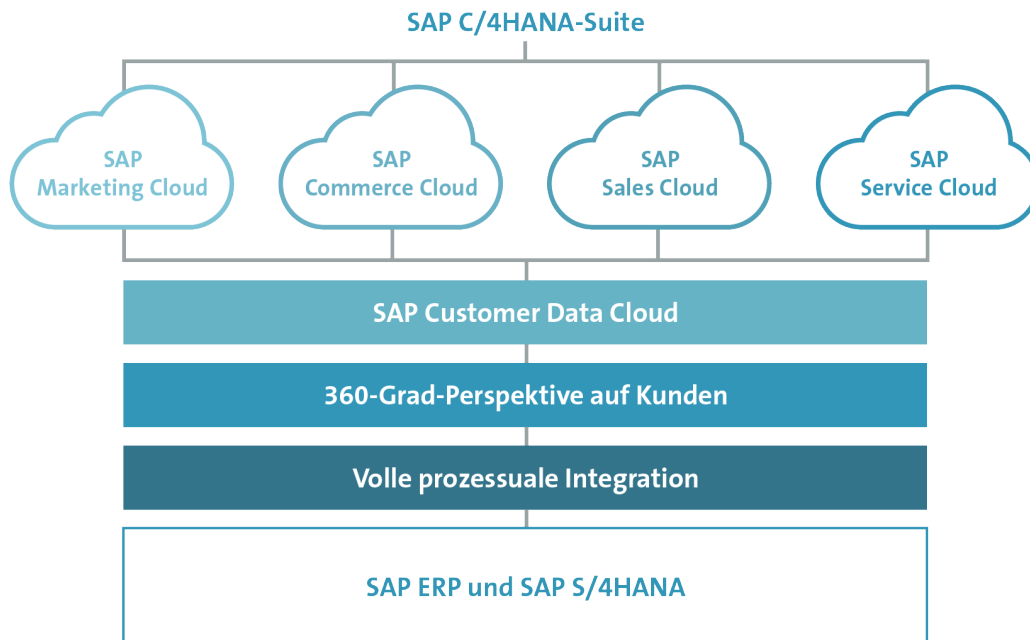 SAP C/4HANA-Suite
SAP
Marketing Cloud
SAP
Commerce Cloud
SAP
Sales Cloud
SAP
Service Cloud
SAP Customer Data Cloud
360-Grad-Perspektive auf Kunden
Volle prozessuale Integration
SAP ERP und SAP S/4HANA